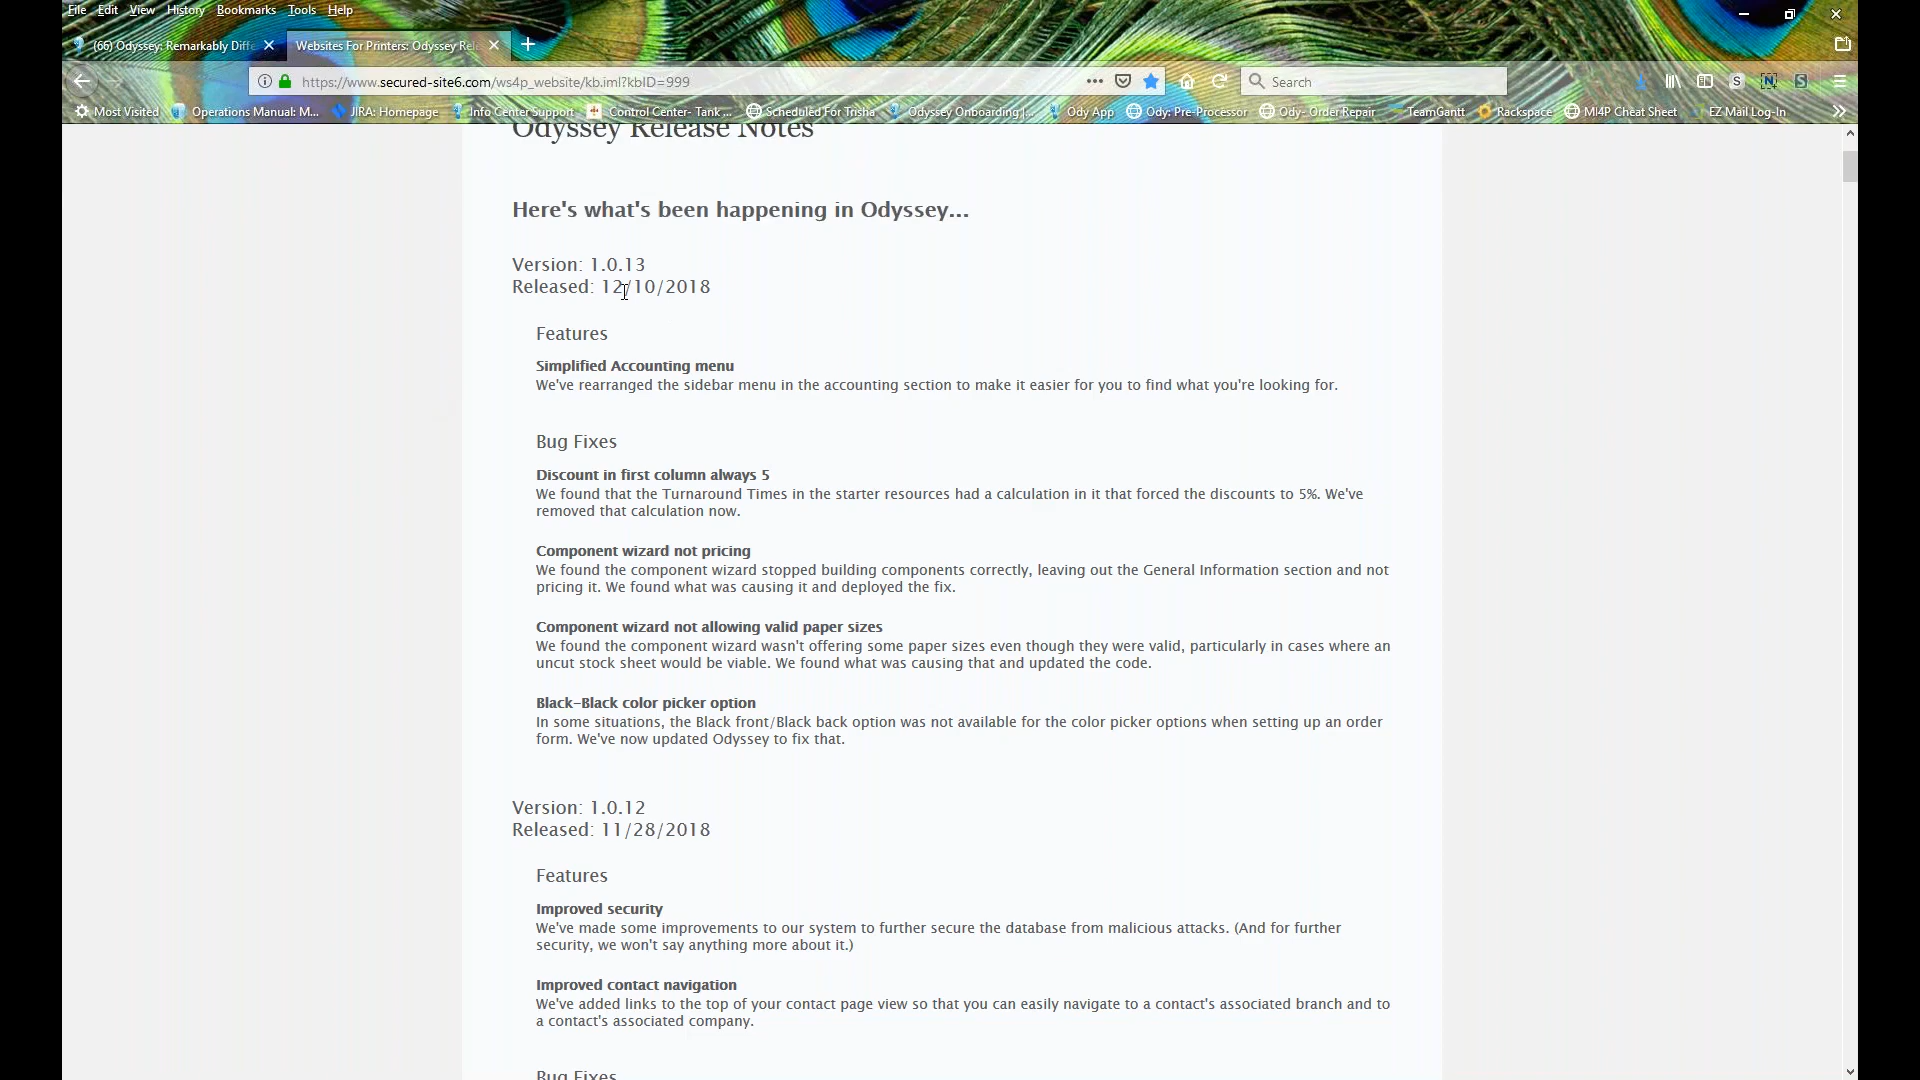 File Edit View History Bookmarks Tools Help
(66) Odyssey: Remarkably Diffe
Websites For Printers: Odyssey Rele
https://www.secured-site6.com/ws4p_website/kb.iml?kbID=999
Search
Most Visited Operations Manual: M... JIRA: Homepage Info Center Support Control Center- Tank ... Scheduled For Trisha Odyssey Onboarding |... Ody App Ody: Pre-Processor Ody- Order Repair TeamGantt Rackspace MI4P Cheat Sheet EZ Mail Log-In
Odyssey Release Notes
Here's what's been happening in Odyssey...
Version: 1.0.13
Released: 12/10/2018
Features
Simplified Accounting menu
We've rearranged the sidebar menu in the accounting section to make it easier for you to find what you're looking for.
Bug Fixes
Discount in first column always 5
We found that the Turnaround Times in the starter resources had a calculation in it that forced the discounts to 5%. We've
removed that calculation now.
Component wizard not pricing
We found the component wizard stopped building components correctly, leaving out the General Information section and not
pricing it. We found what was causing it and deployed the fix.
Component wizard not allowing valid paper sizes
We found the component wizard wasn't offering some paper sizes even though they were valid, particularly in cases where an
uncut stock sheet would be viable. We found what was causing that and updated the code.
Black-Black color picker option
In some situations, the Black front/Black back option was not available for the color picker options when setting up an order
form. We've now updated Odyssey to fix that.
Version: 1.0.12
Released: 11/28/2018
Features
Improved security
We've made some improvements to our system to further secure the database from malicious attacks. (And for further
security, we won't say anything more about it.)
Improved contact navigation
We've added links to the top of your contact page view so that you can easily navigate to a contact's associated branch and to
a contact's associated company.
Bug Fixes